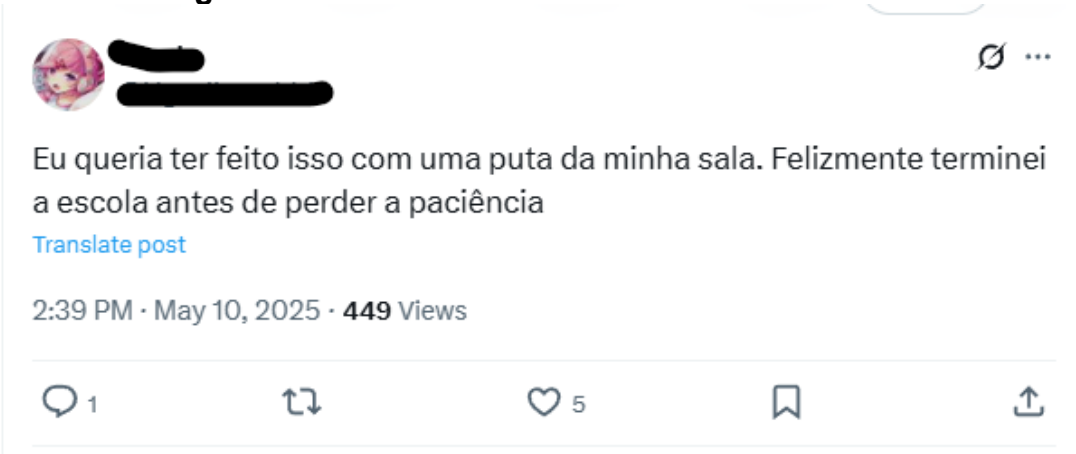 Eu queria ter feito isso com uma puta da minha sala. Felizmente terminei
a escola antes de perder a paciência
Translate post
2:39 PM · May 10, 2025 · 449 Views
1
5